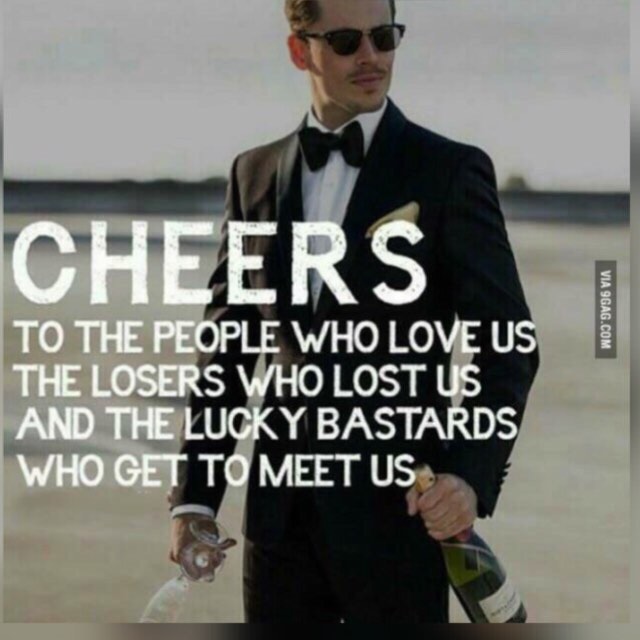 CHEERS
TO THE PEOPLE WHO LOVE US
THE LOSERS WHO LOST US
AND THE LUCKY BASTARDS
WHO GET TO MEET US
VIA 9GAG.COM